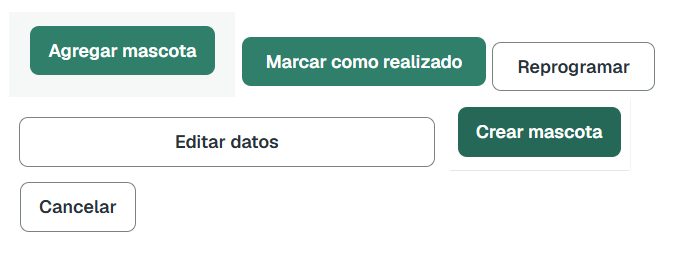 Agregar mascota
Marcar como realizado
Reprogramar
Editar datos
Crear mascota
Cancelar